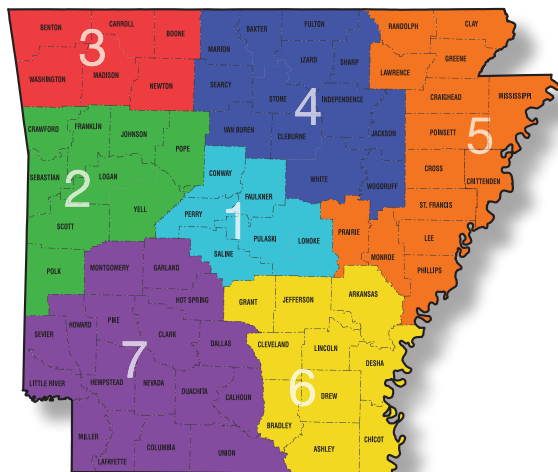 BENTON
CARROLL
BOONE
3
WASHINGTON
MADISON
NEWTON
BAXTER
FULTON
MARION
IZARD
SHARP
SEARCY
STONE
INDEPENDENCE
4
VAN BUREN
CLEBURNE
JACKSON
WHITE
WOODRUFF
RANDOLPH
CLAY
GREENE
LAWRENCE
CRAIGHEAD
MISSISSIPPI
POINSETT
5
CROSS
CRITTENDEN
ST. FRANCIS
LEE
PRAIRIE
MONROE
PHILLIPS
CRAWFORD
FRANKLIN
JOHNSON
POPE
SEBASTIAN
LOGAN
2
YELL
SCOTT
POLK
CONWAY
FAULKNER
PERRY
1
PULASKI
SALINE
LONOKE
MONTGOMERY
GARLAND
HOT SPRING
SEVIER
HOWARD
PIKE
CLARK
DALLAS
7
LITTLE RIVER
HEMPSTEAD
NEVADA
OUACHITA
CALHOUN
MILLER
LAFAYETTE
COLUMBIA
UNION
GRANT
JEFFERSON
ARKANSAS
CLEVELAND
LINCOLN
DESHA
6
DREW
BRADLEY
ASHLEY
CHICOT